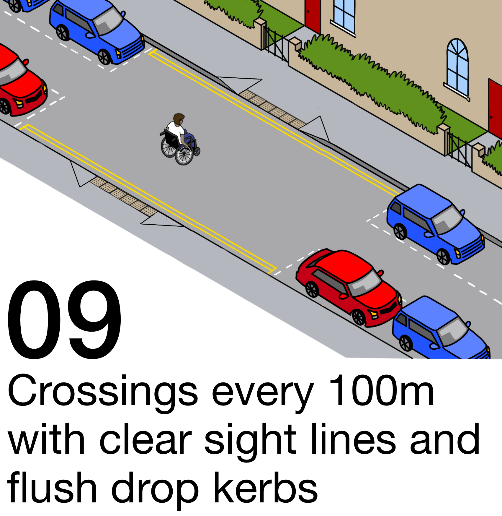 09
Crossings every 100m
with clear sight lines and
flush drop kerbs